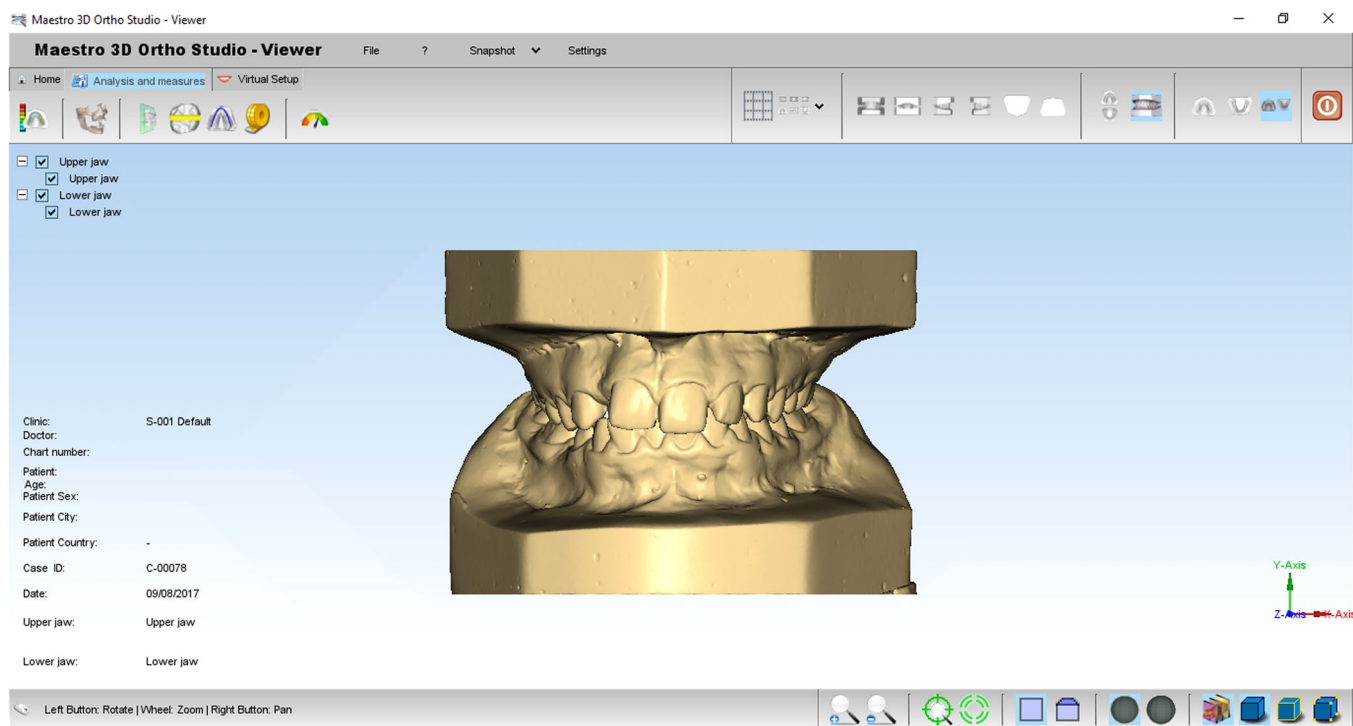 Maestro 3D Ortho Studio - Viewer
Maestro 3D Ortho Studio - Viewer File ? Snapshot Settings
Home Analysis and measures Virtual Setup
Upper jaw
Upper jaw
Lower jaw
Lower jaw
Clinic: S-001 Default
Doctor:
Chart number:
Patient:
Age:
Patient Sex:
Patient City:
Patient Country: -
Case ID: C-00078
Date: 09/08/2017
Upper jaw: Upper jaw
Lower jaw: Lower jaw
Y-Axis
Z-Axis X-Axis
Left Button: Rotate | Wheel: Zoom | Right Button: Pan